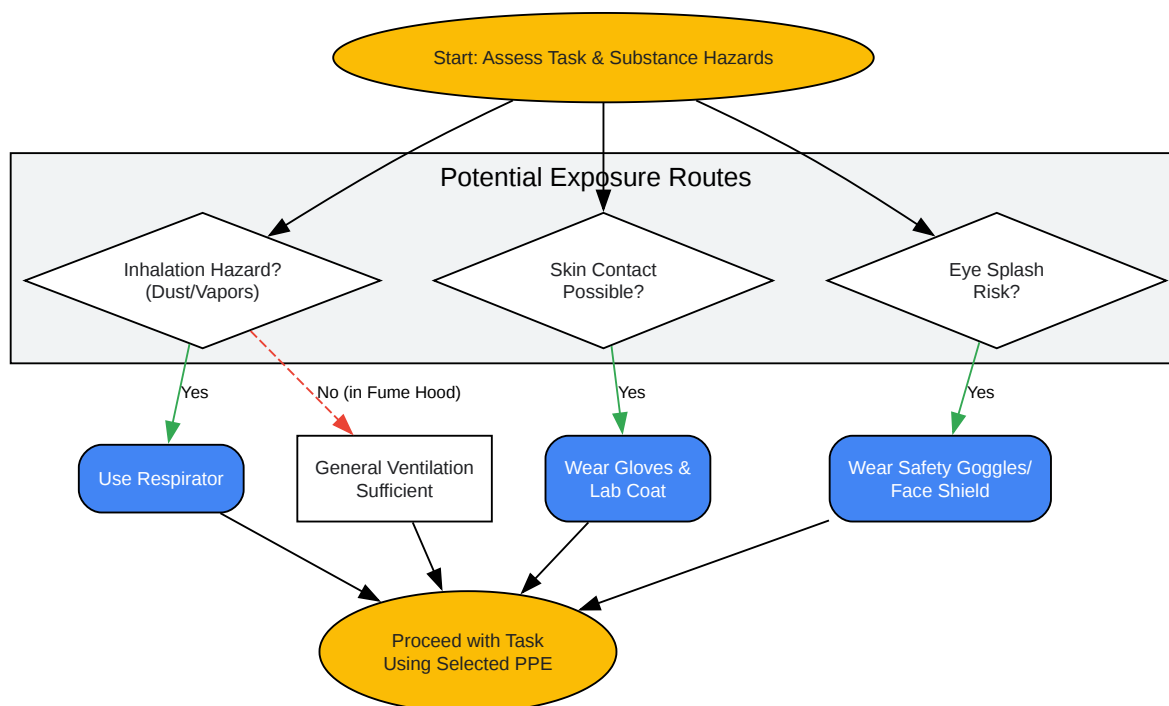 Start: Assess Task & Substance Hazards
Potential Exposure Routes
Inhalation Hazard?
(Dust/Vapors)
Skin Contact
Possible?
Eye Splash
Risk?
Yes
No (in Fume Hood)
Yes
Yes
Use Respirator
General Ventilation
Sufficient
Wear Gloves &
Lab Coat
Wear Safety Goggles/
Face Shield
Proceed with Task
Using Selected PPE